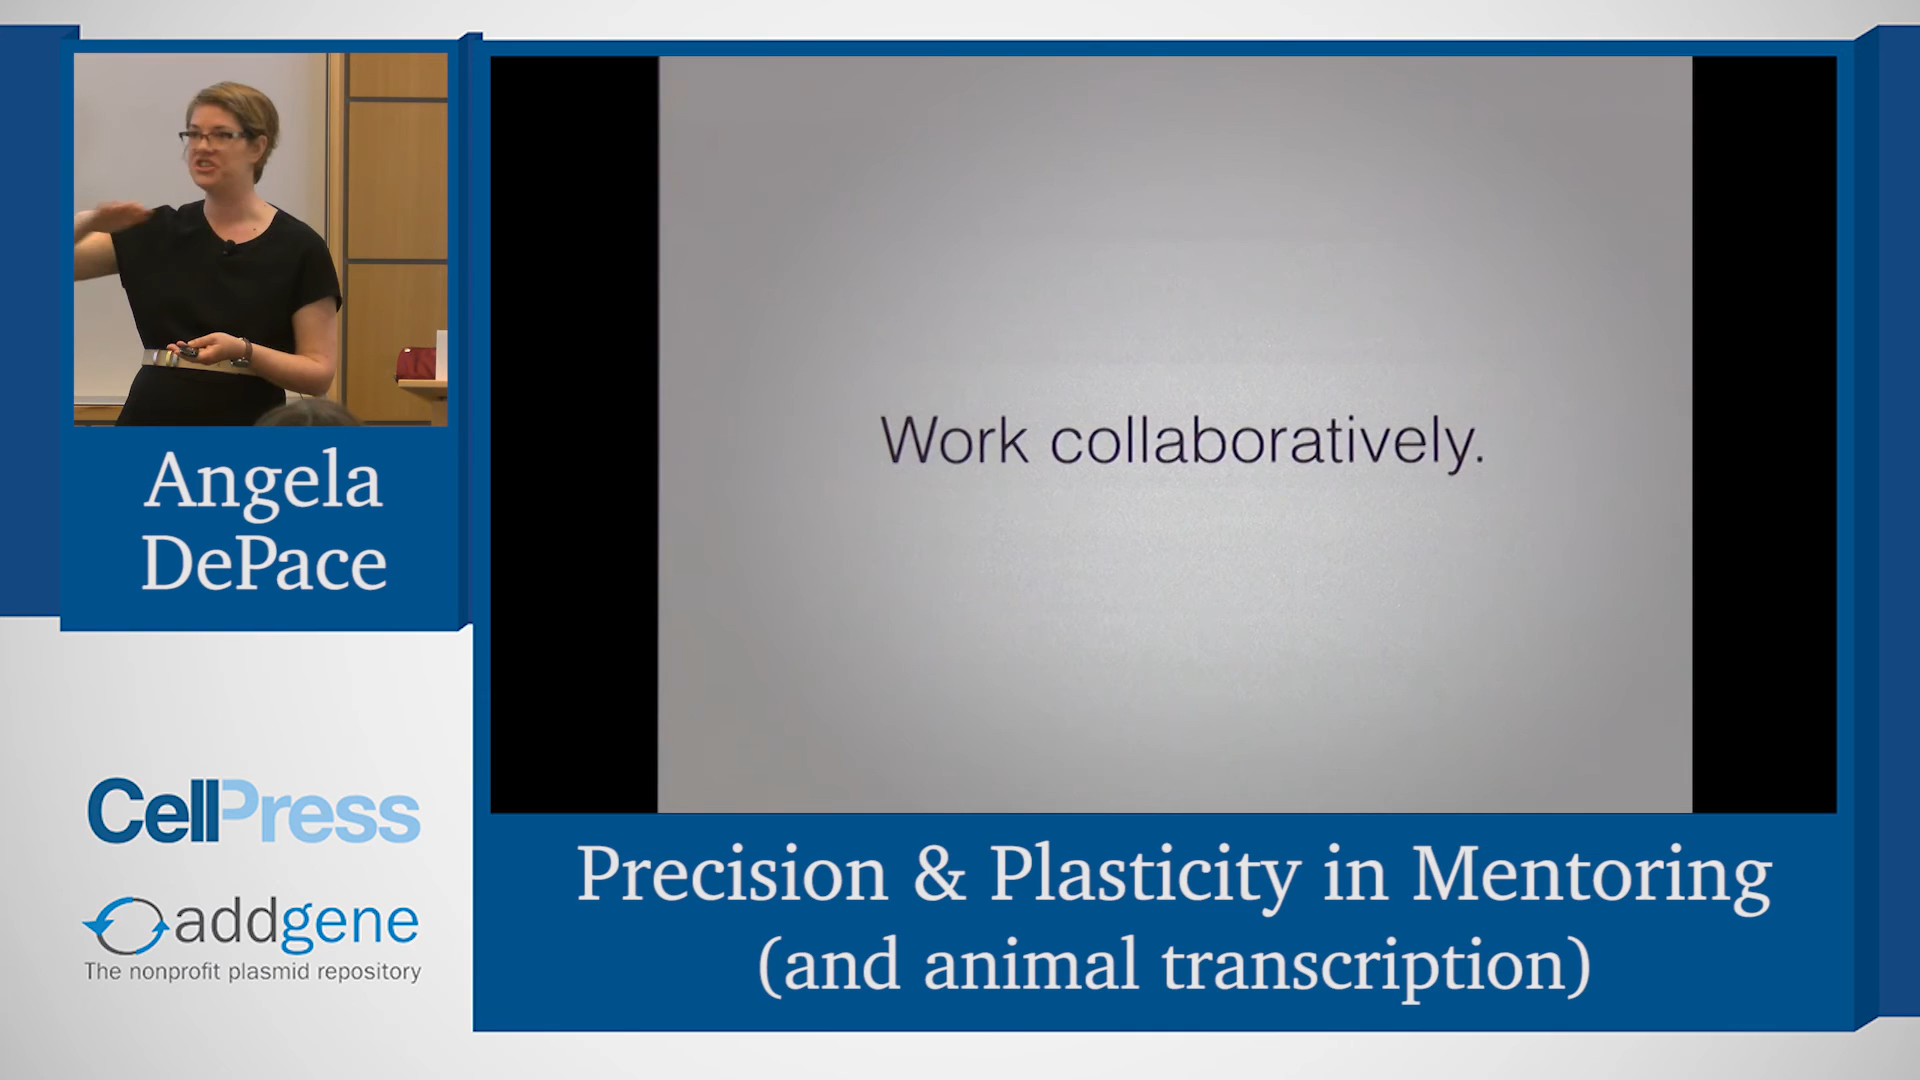 Angela
DePace
Work collaboratively.
CellPress
addgene
The nonprofit plasmid repository
Precision & Plasticity in Mentoring
(and animal transcription)